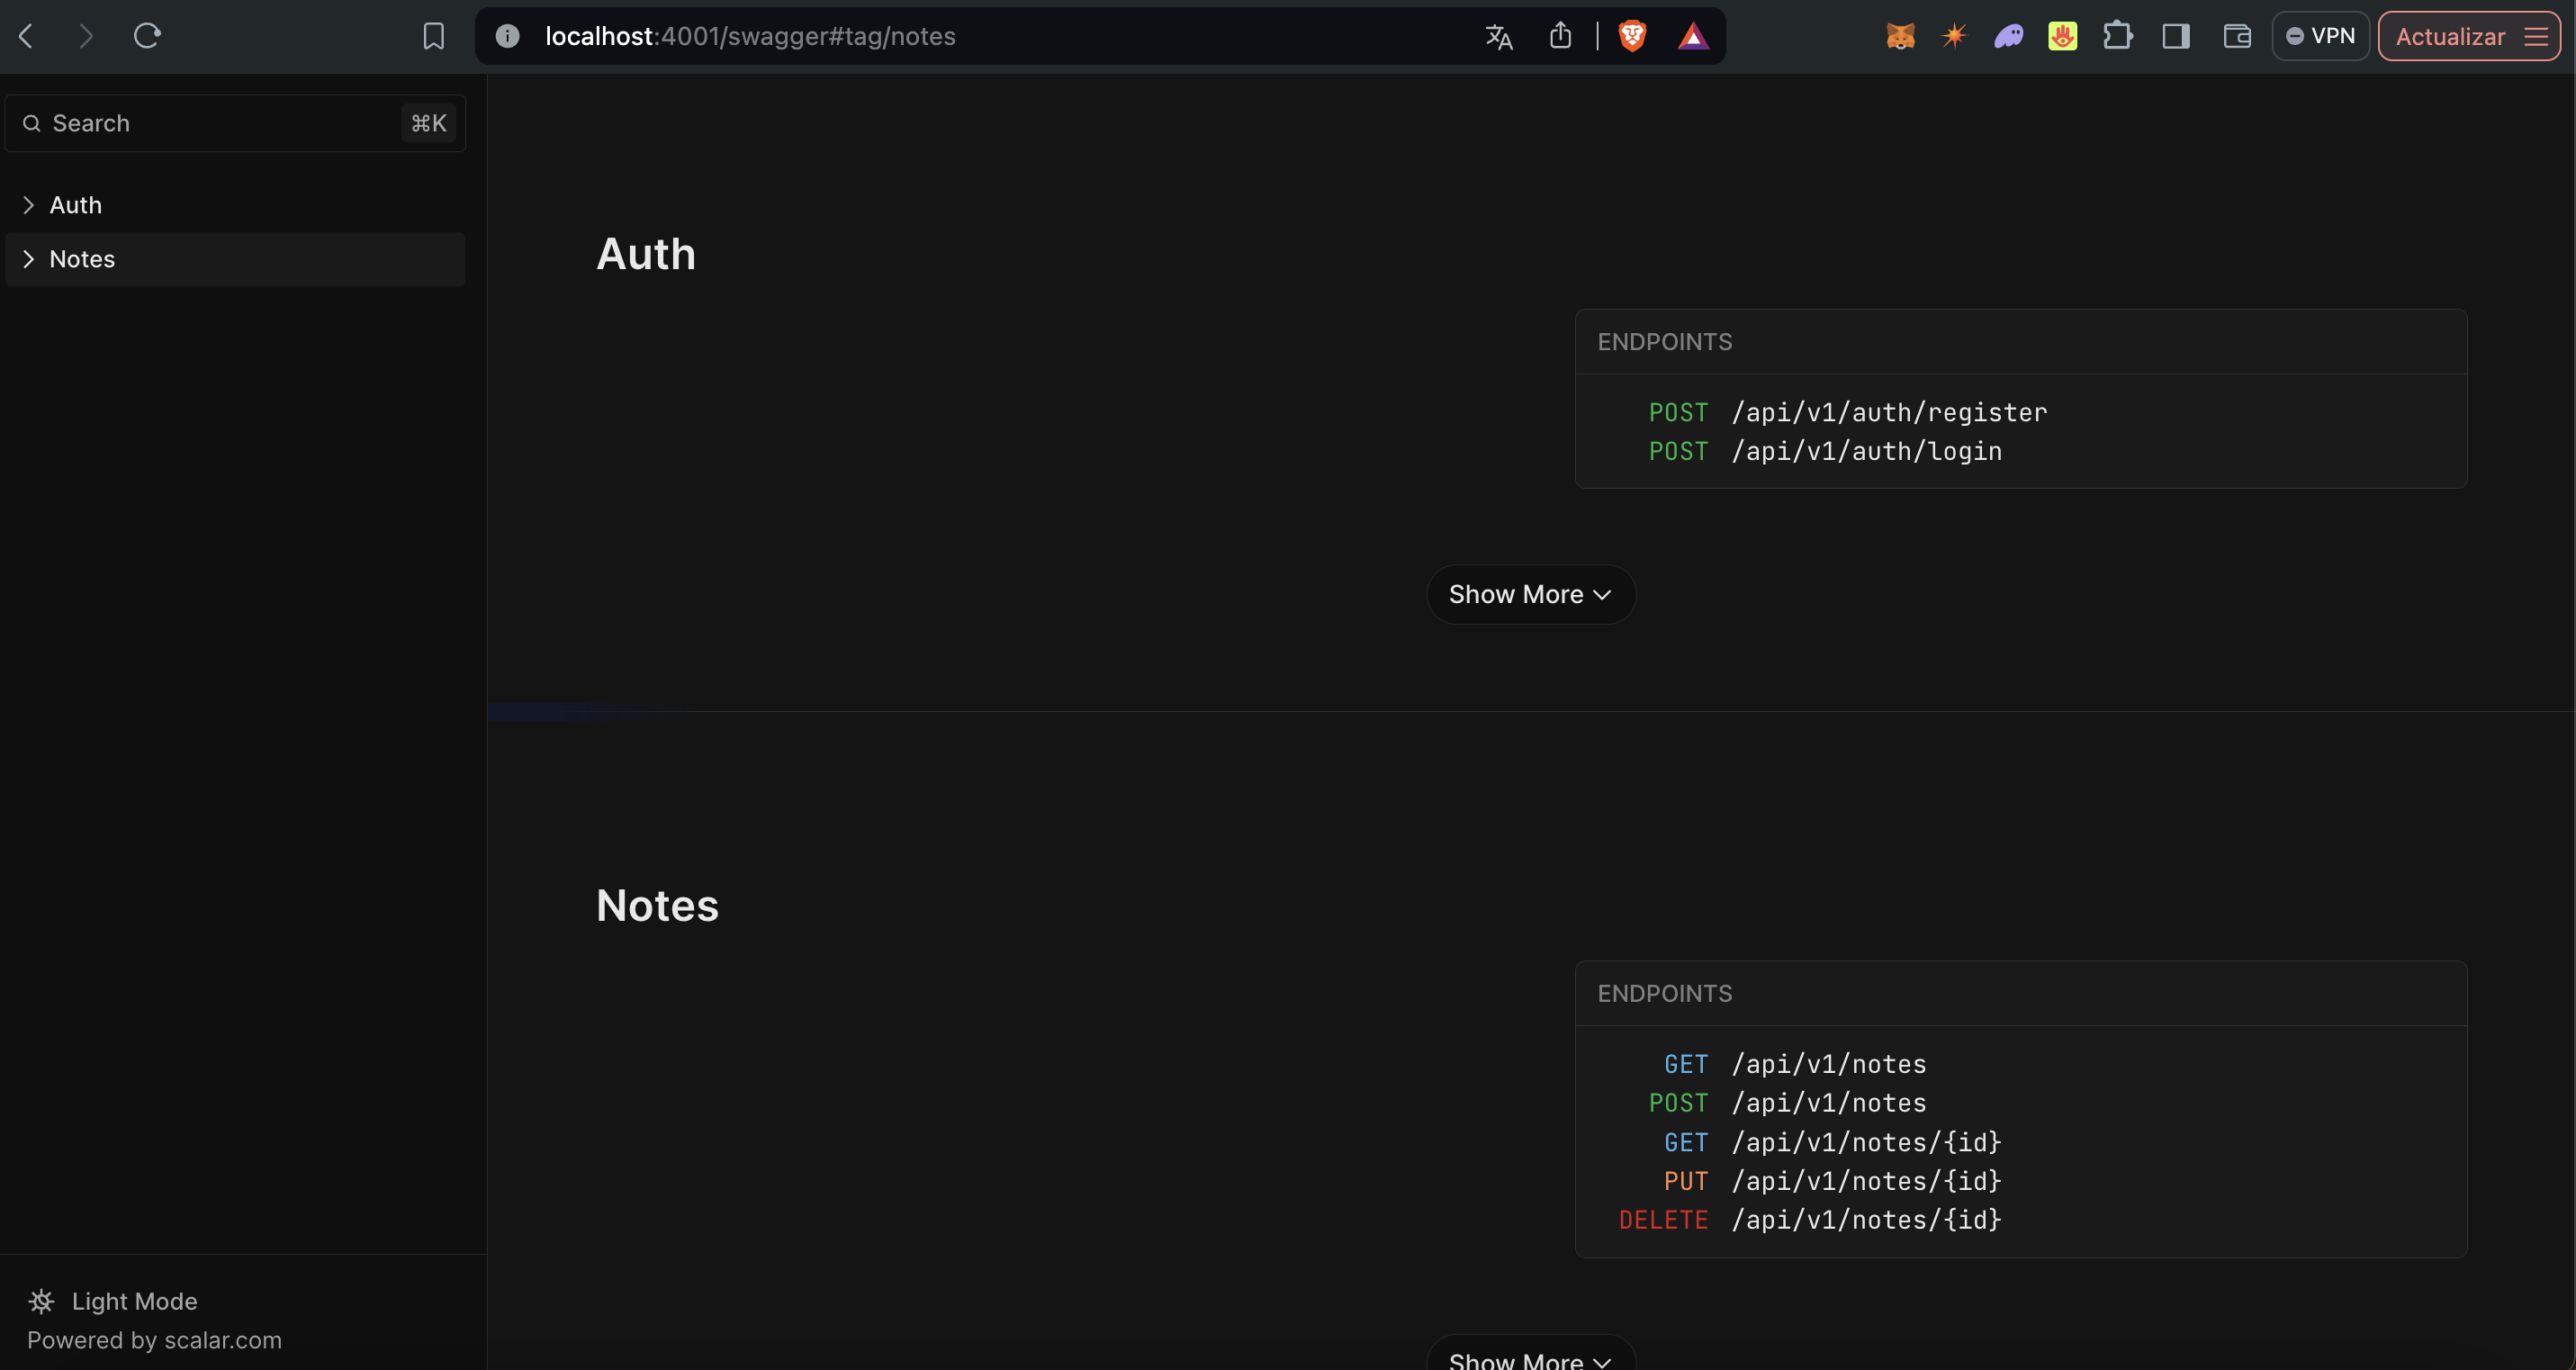 localhost:4001/swagger#tag/notes
VPN
Actualizar
Search
⌘K
Auth
Notes
Auth
ENDPOINTS
POST /api/v1/auth/register
POST /api/v1/auth/login
Show More
Notes
ENDPOINTS
GET /api/v1/notes
POST /api/v1/notes
GET /api/v1/notes/{id}
PUT /api/v1/notes/{id}
DELETE /api/v1/notes/{id}
Show More
Light Mode
Powered by scalar.com